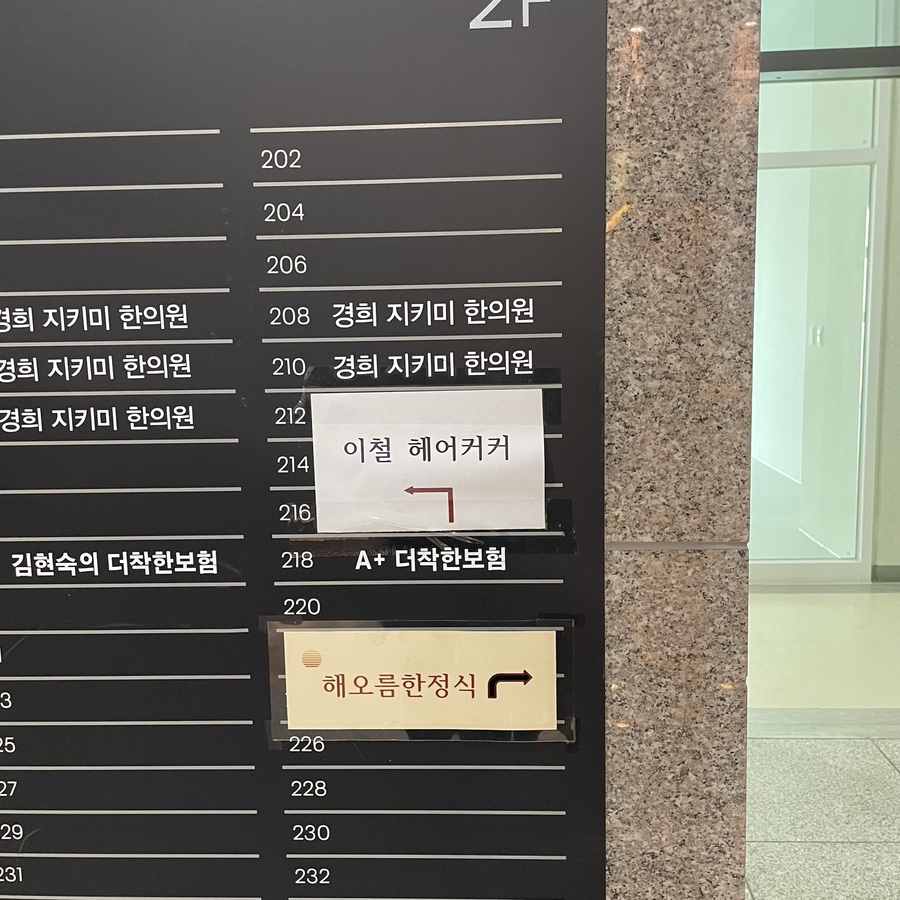 2F
202
204
206
경희 지키미 한의원
208 경희 지키미 한의원
경희 지키미 한의원
210 경희 지키미 한의원
경희 지키미 한의원
212
이철 헤어커커
214
216
김현숙의 더착한보험
218 A+ 더착한보험
220
해오름한정식
226
25
27
228
29
230
231
232